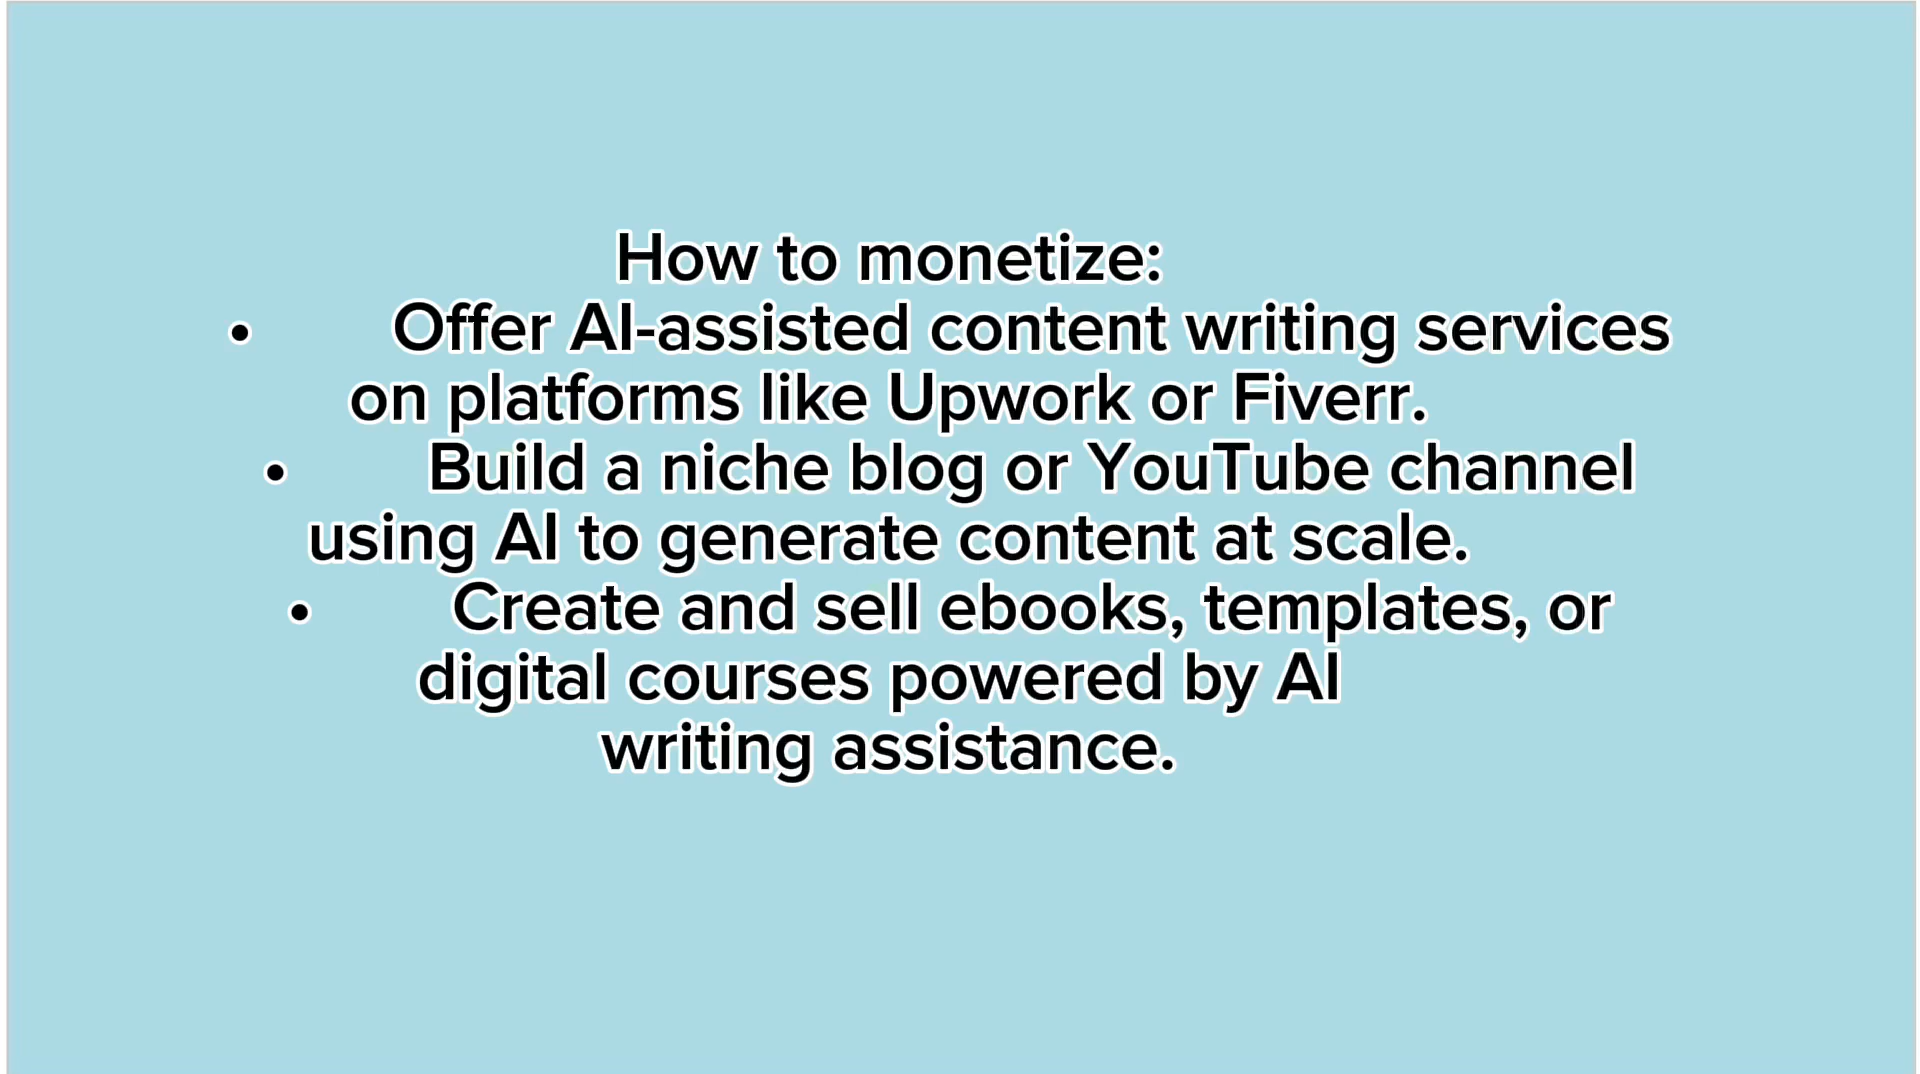 How to monetize:
• Offer AI-assisted content writing services
on platforms like Upwork or Fiverr.
• Build a niche blog or YouTube channel
using AI to generate content at scale.
• Create and sell ebooks, templates, or
digital courses powered by AI
writing assistance.